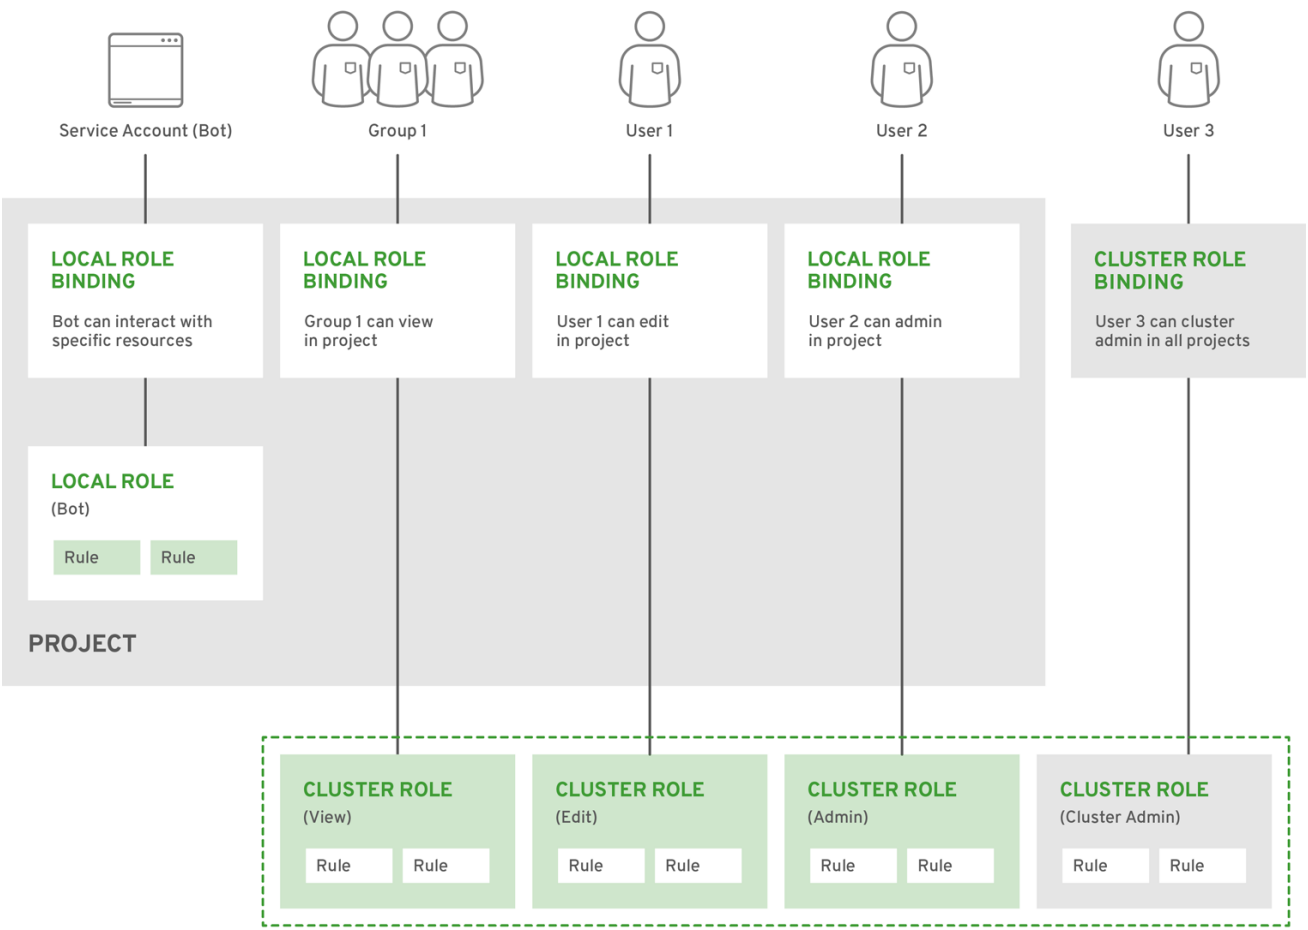 Service Account (Bot)
Group 1
User 1
User 2
User 3
LOCAL ROLE
BINDING
Bot can interact with
specific resources
LOCAL ROLE
BINDING
Group 1 can view
in project
LOCAL ROLE
BINDING
User 1 can edit
in project
LOCAL ROLE
BINDING
User 2 can admin
in project
CLUSTER ROLE
BINDING
User 3 can cluster
admin in all projects
LOCAL ROLE
(Bot)
Rule
Rule
PROJECT
CLUSTER ROLE
(View)
Rule
Rule
CLUSTER ROLE
(Edit)
Rule
Rule
CLUSTER ROLE
(Admin)
Rule
Rule
CLUSTER ROLE
(Cluster Admin)
Rule
Rule